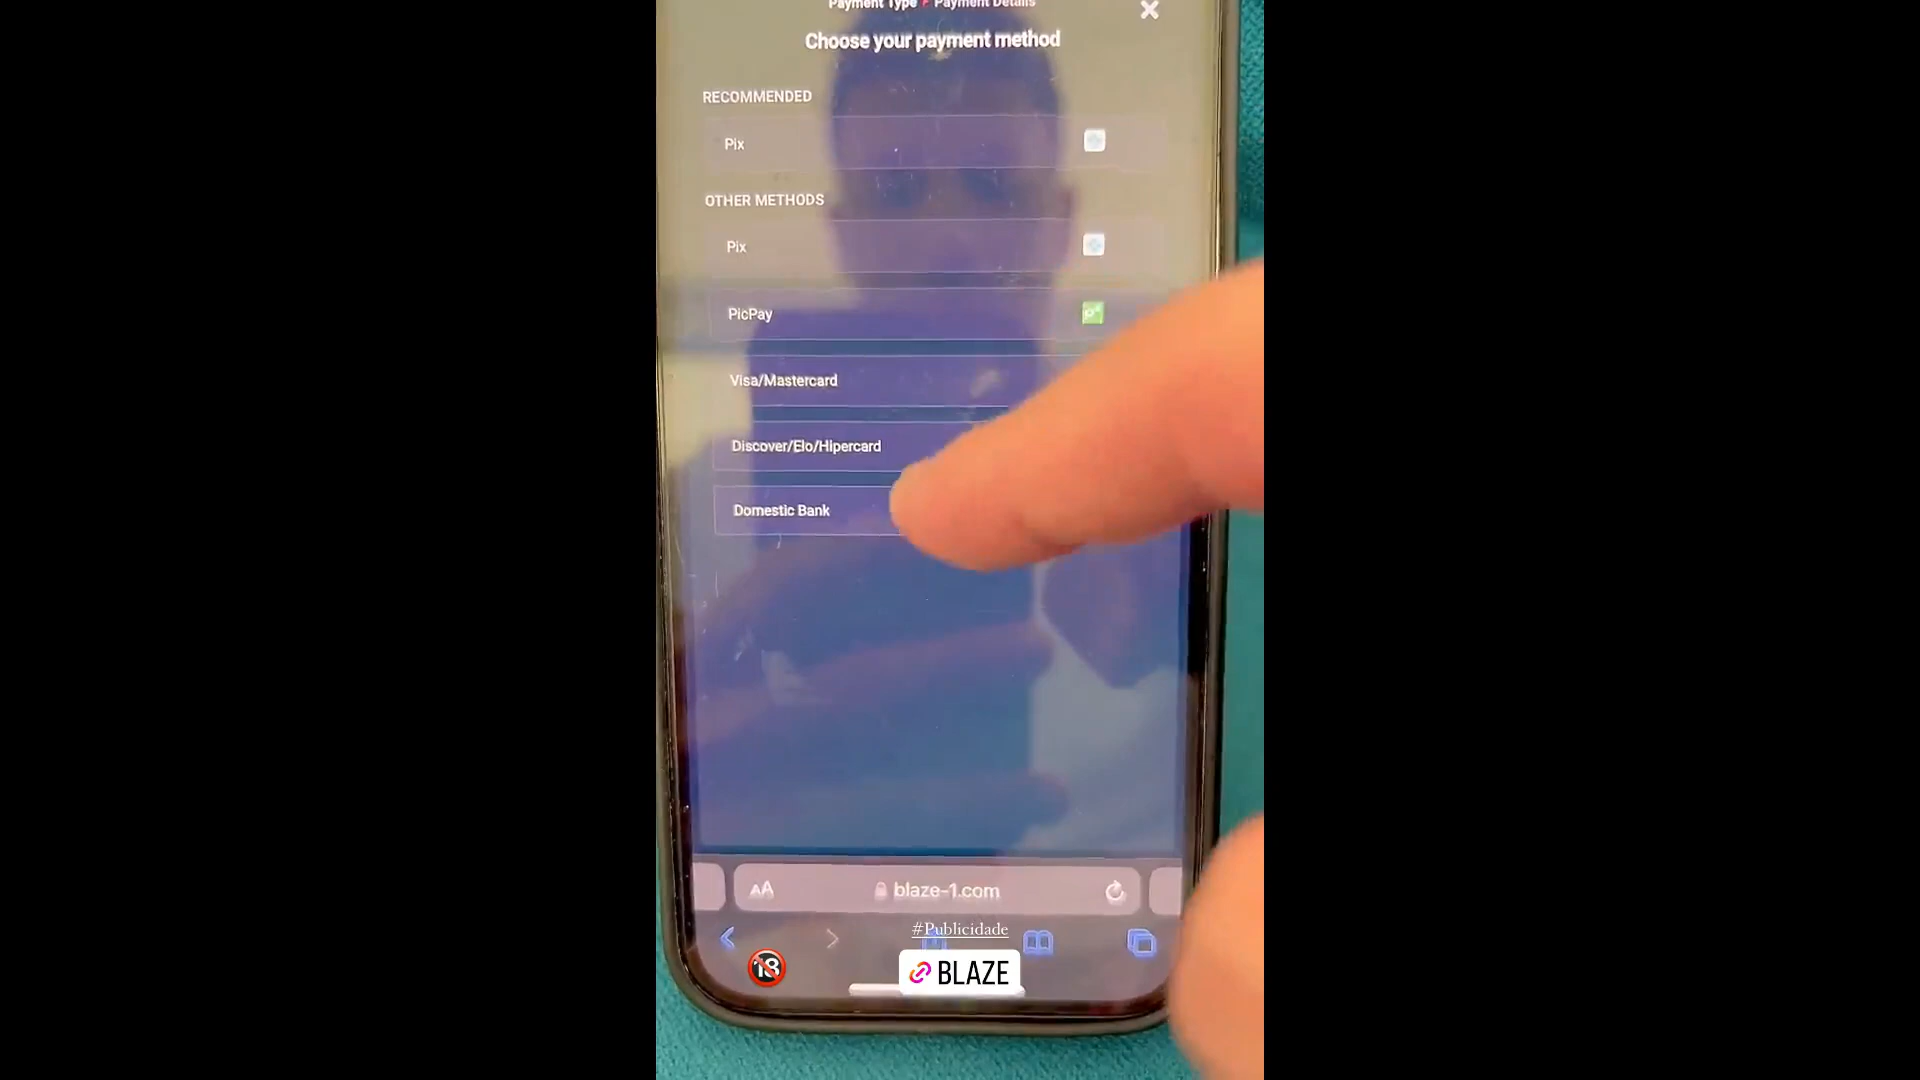 Payment Type Payment Details
Choose your payment method
RECOMMENDED
Pix
OTHER METHODS
Pix
PicPay
Visa/Mastercard
Discover/Elo/Hipercard
Domestic Bank
AA blaze-1.com
#Publicidade
18
BLAZE